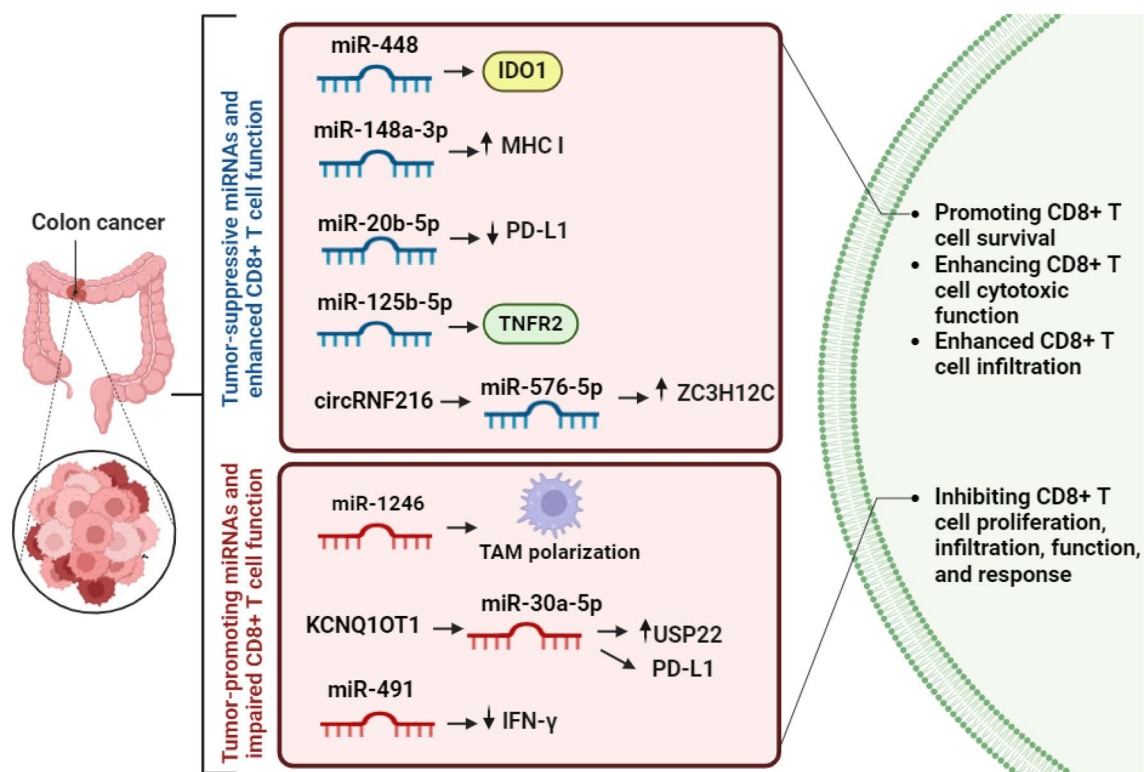 Colon cancer
Tumor-suppressive miRNAs and
enhanced CD8+ T cell function
miR-448
IDO1
miR-148a-3p
MHC I
miR-20b-5p
PD-L1
miR-125b-5p
TNFR2
circRNF216
miR-576-5p
ZC3H12C
Tumor-promoting miRNAs and
impaired CD8+ T cell function
miR-1246
TAM polarization
KCNQ1OT1
miR-30a-5p
USP22
PD-L1
miR-491
IFN-γ
• Promoting CD8+ T
cell survival
• Enhancing CD8+ T
cell cytotoxic
function
• Enhanced CD8+ T
cell infiltration
• Inhibiting CD8+ T
cell proliferation,
infiltration, function,
and response